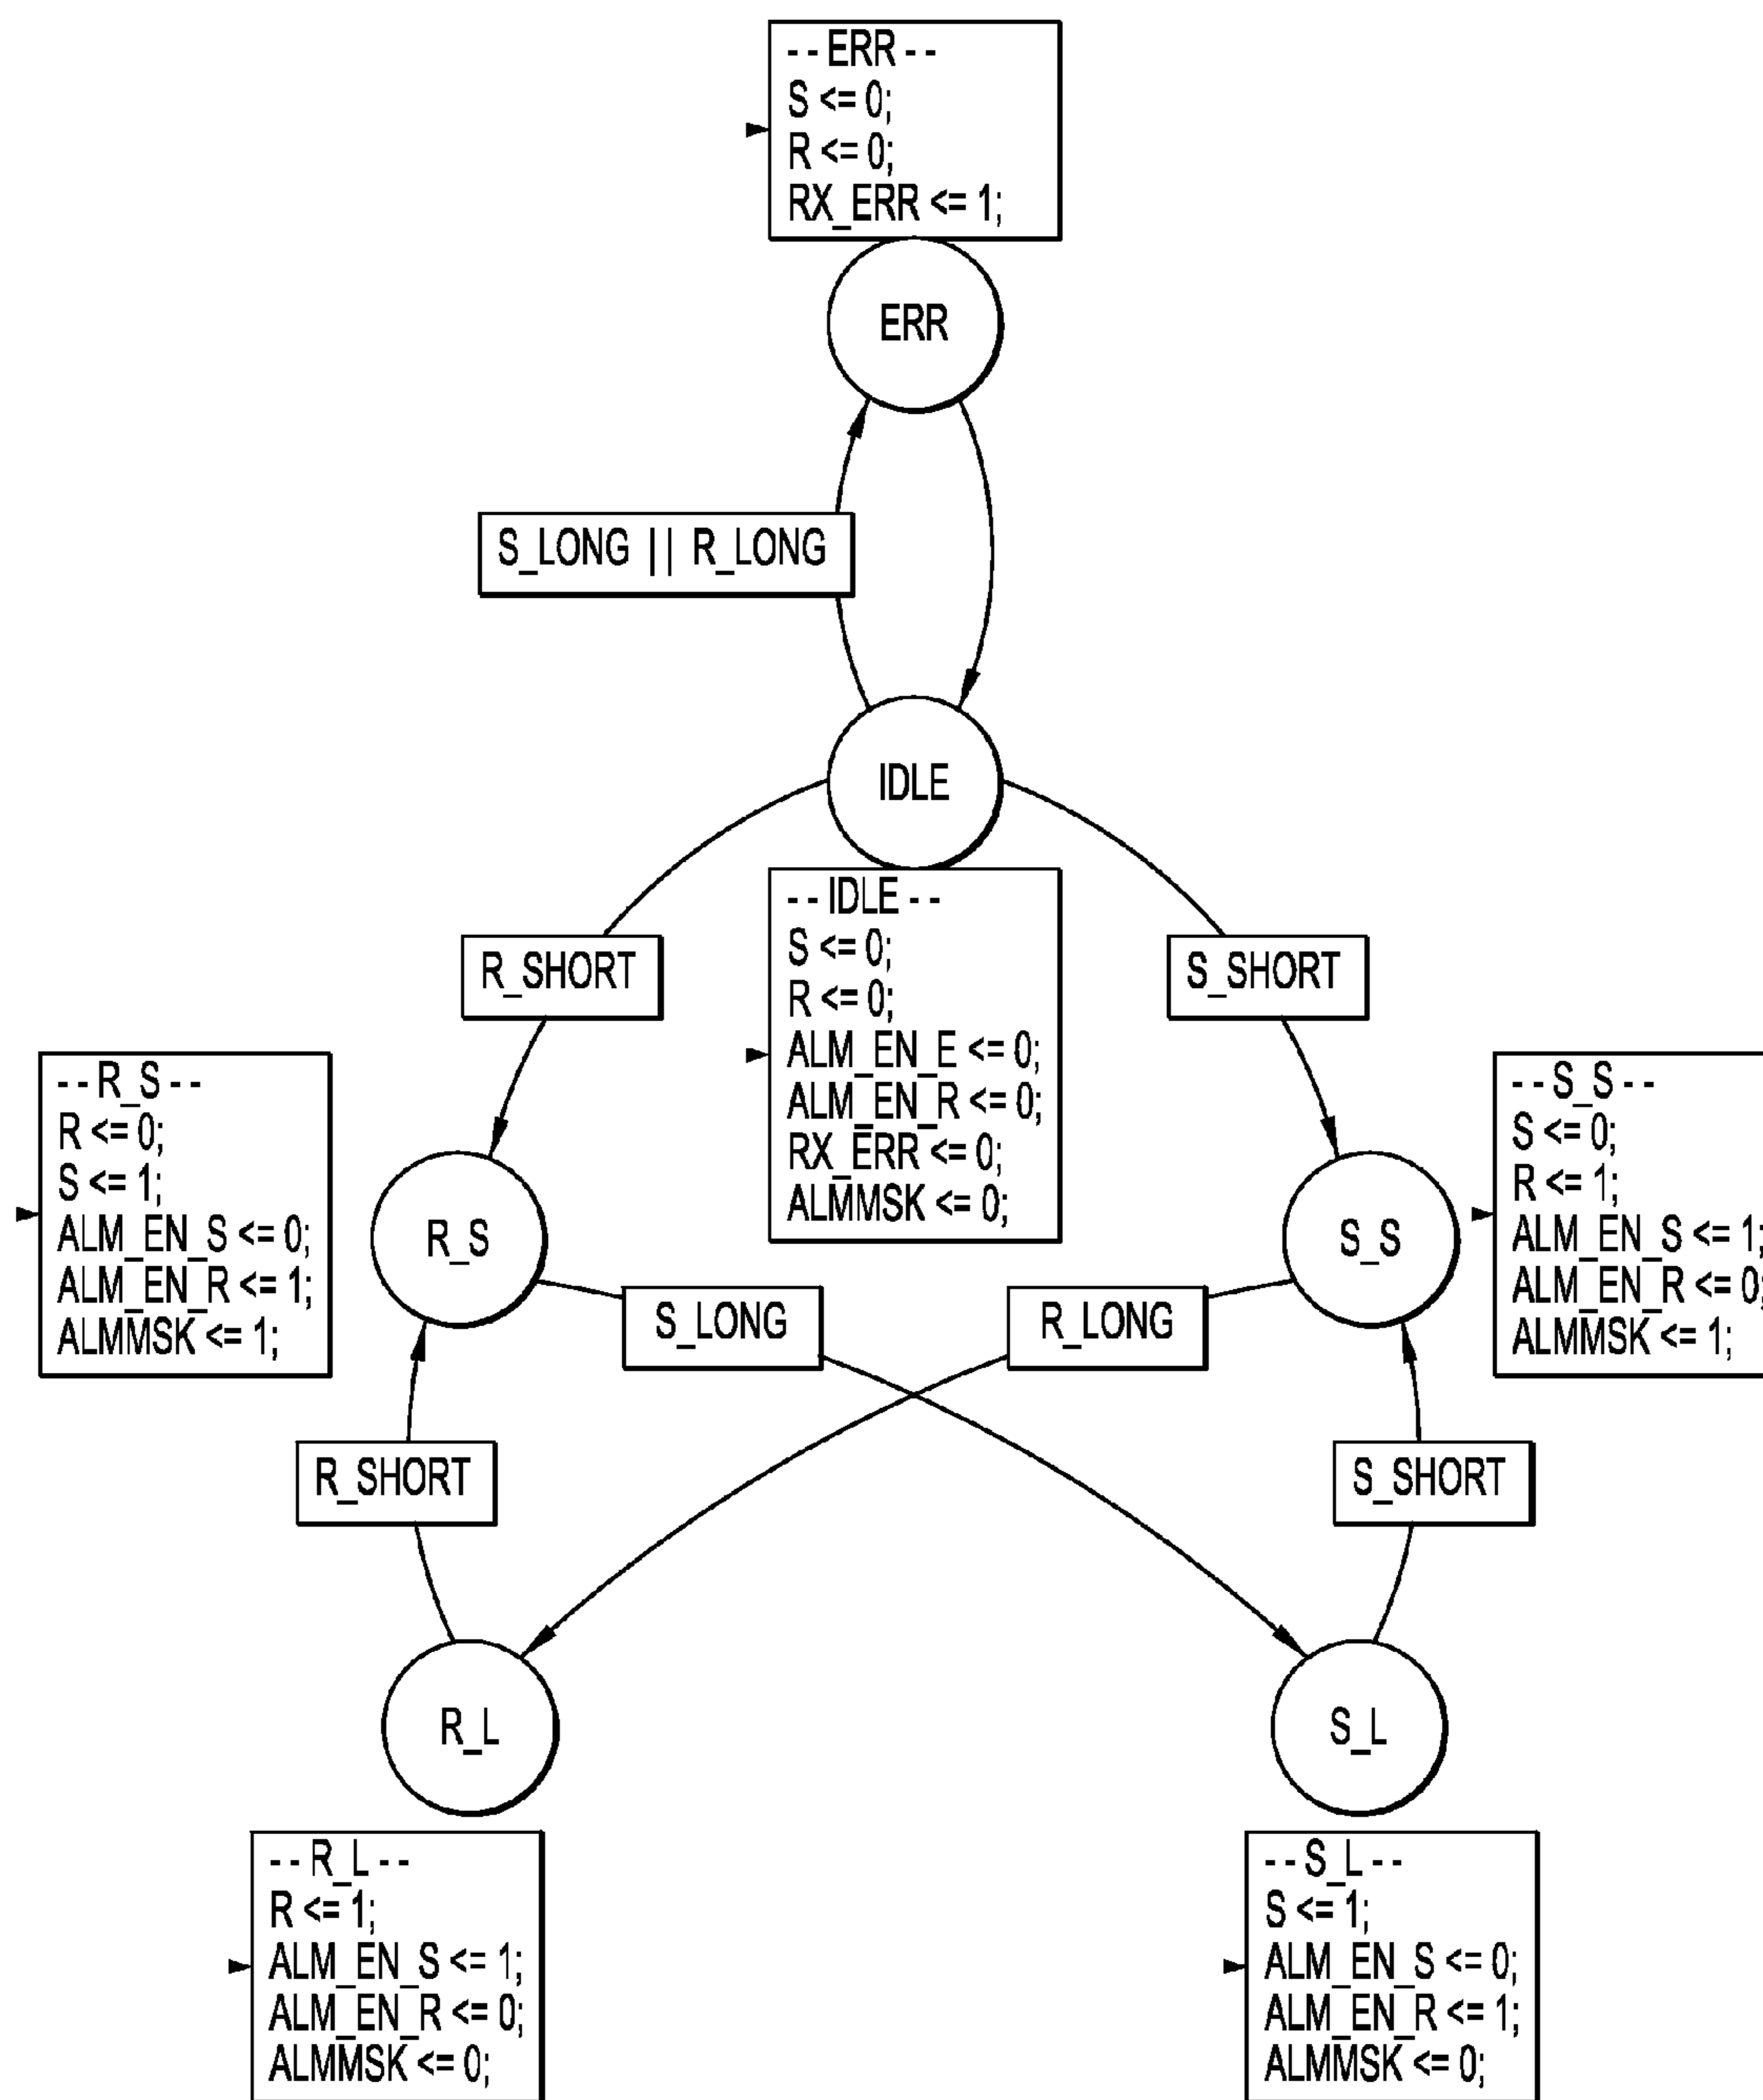 --ERR--
S <= 0;
R <= 0;
RX_ERR <= 1;
ERR
S_LONG || R_LONG
IDLE
--IDLE--
S <= 0;
R <= 0;
ALM_EN_E <= 0;
ALM_EN_R <= 0;
RX_ERR <= 0;
ALMMSK <= 0;
R_SHORT
S_SHORT
--R_S--
R <= 0;
S <= 1;
ALM_EN_S <= 0;
ALM_EN_R <= 1;
ALMMSK <= 1;
R_S
S_S
--S_S--
S <= 0;
R <= 1;
ALM_EN_S <= 1;
ALM_EN_R <= 0;
ALMMSK <= 1;
S_LONG
R_LONG
R_SHORT
S_SHORT
R_L
S_L
--R_L--
R <= 1;
ALM_EN_S <= 1;
ALM_EN_R <= 0;
ALMMSK <= 0;
--S_L--
S <= 1;
ALM_EN_S <= 0;
ALM_EN_R <= 1;
ALMMSK <= 0;